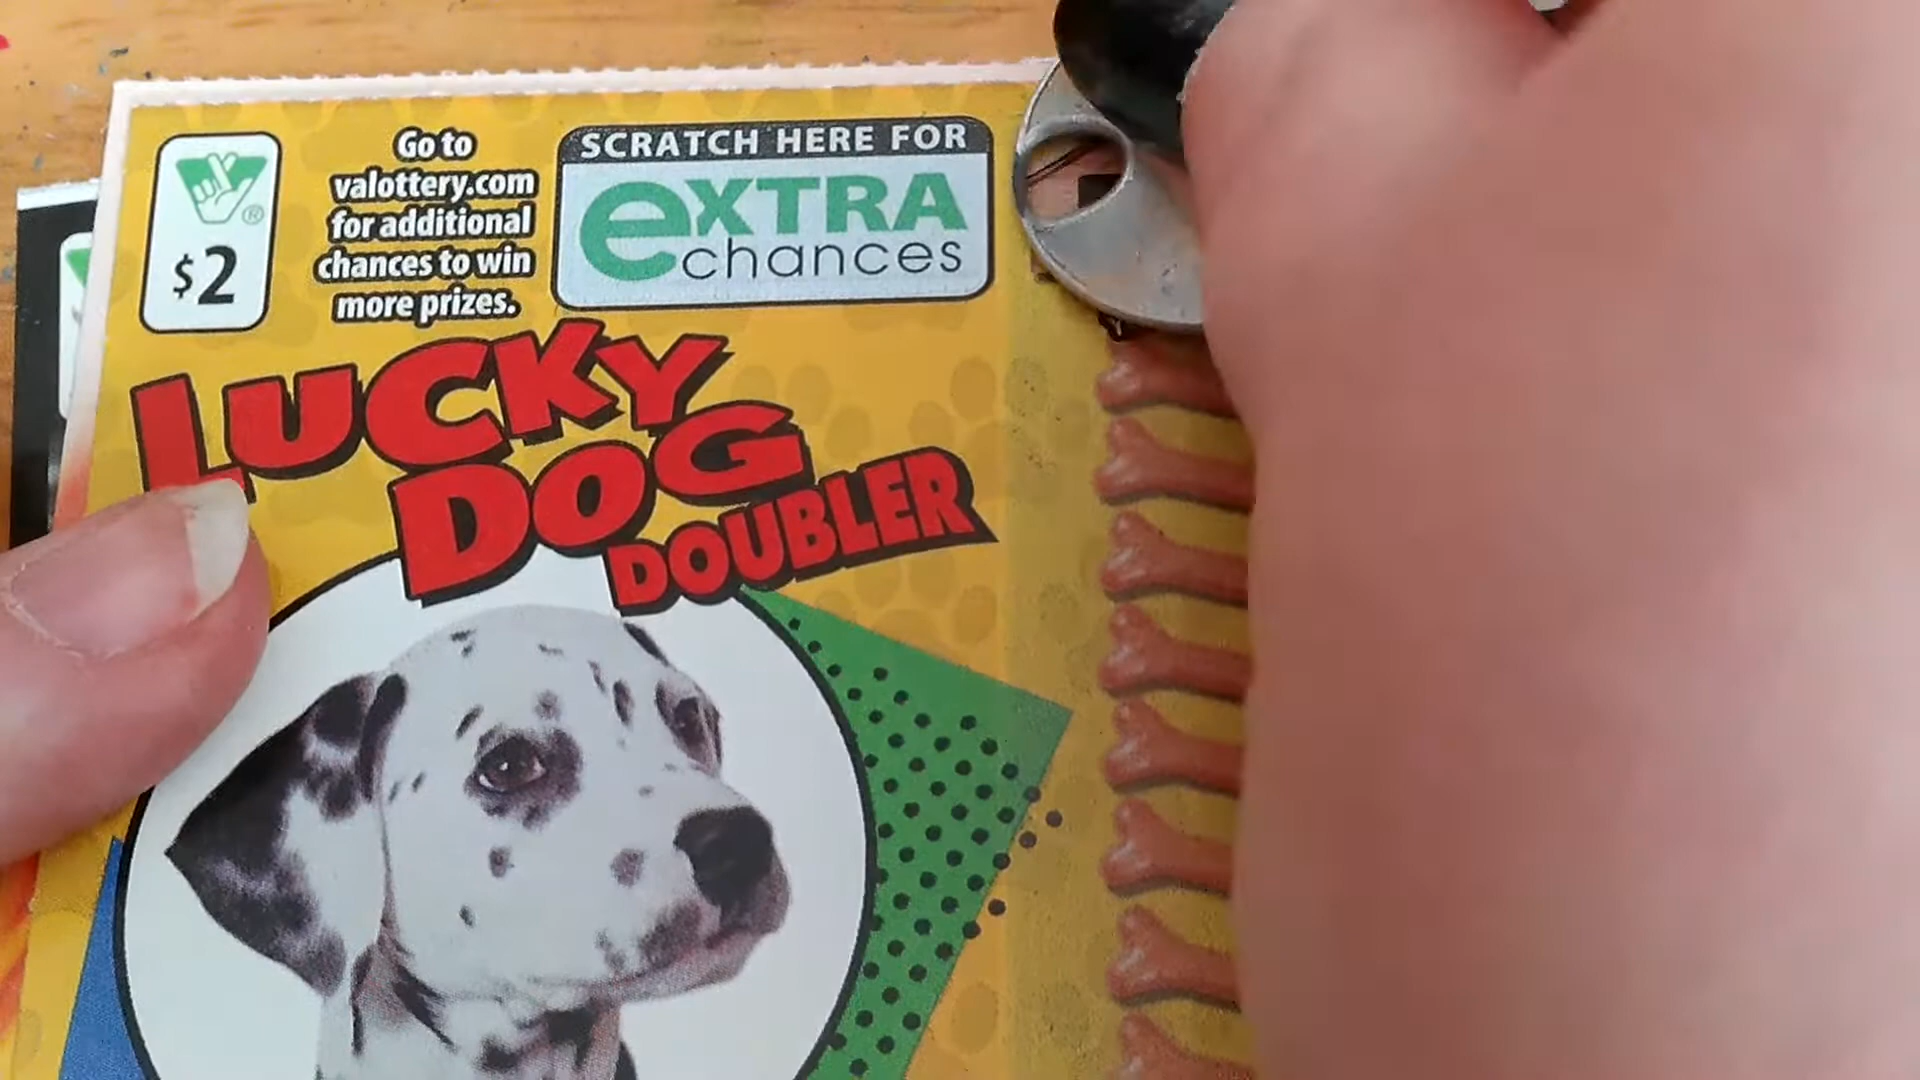 $2
®
Go to
valottery.com
for additional
chances to win
more prizes.
SCRATCH HERE FOR
eXTRA
chances
LUCKY
DOG
DOUBLER